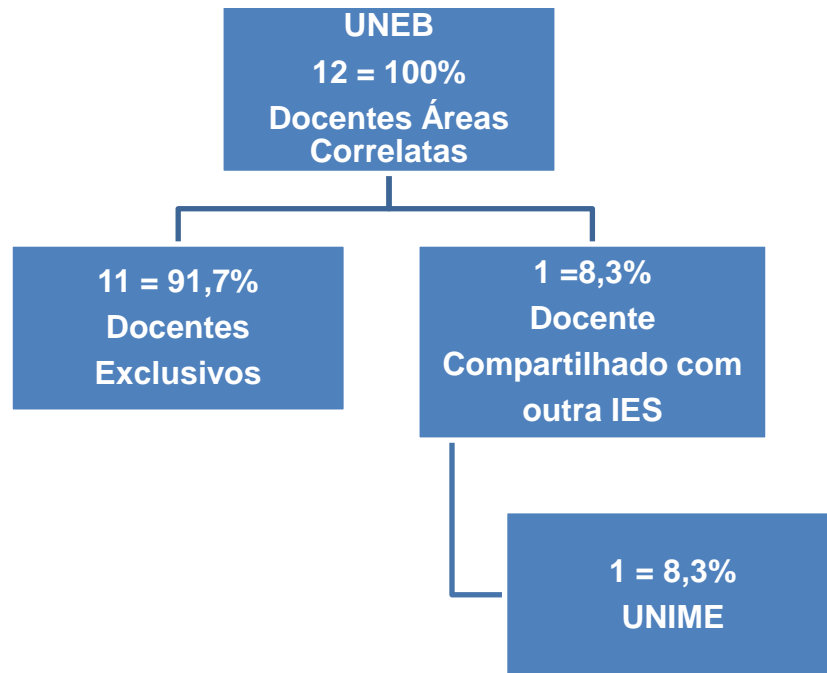 UNEB
12 = 100%
Docentes Áreas
Correlatas
11 = 91,7%
Docentes
Exclusivos
1 =8,3%
Docente
Compartilhado com
outra IES
1 = 8,3%
UNIME